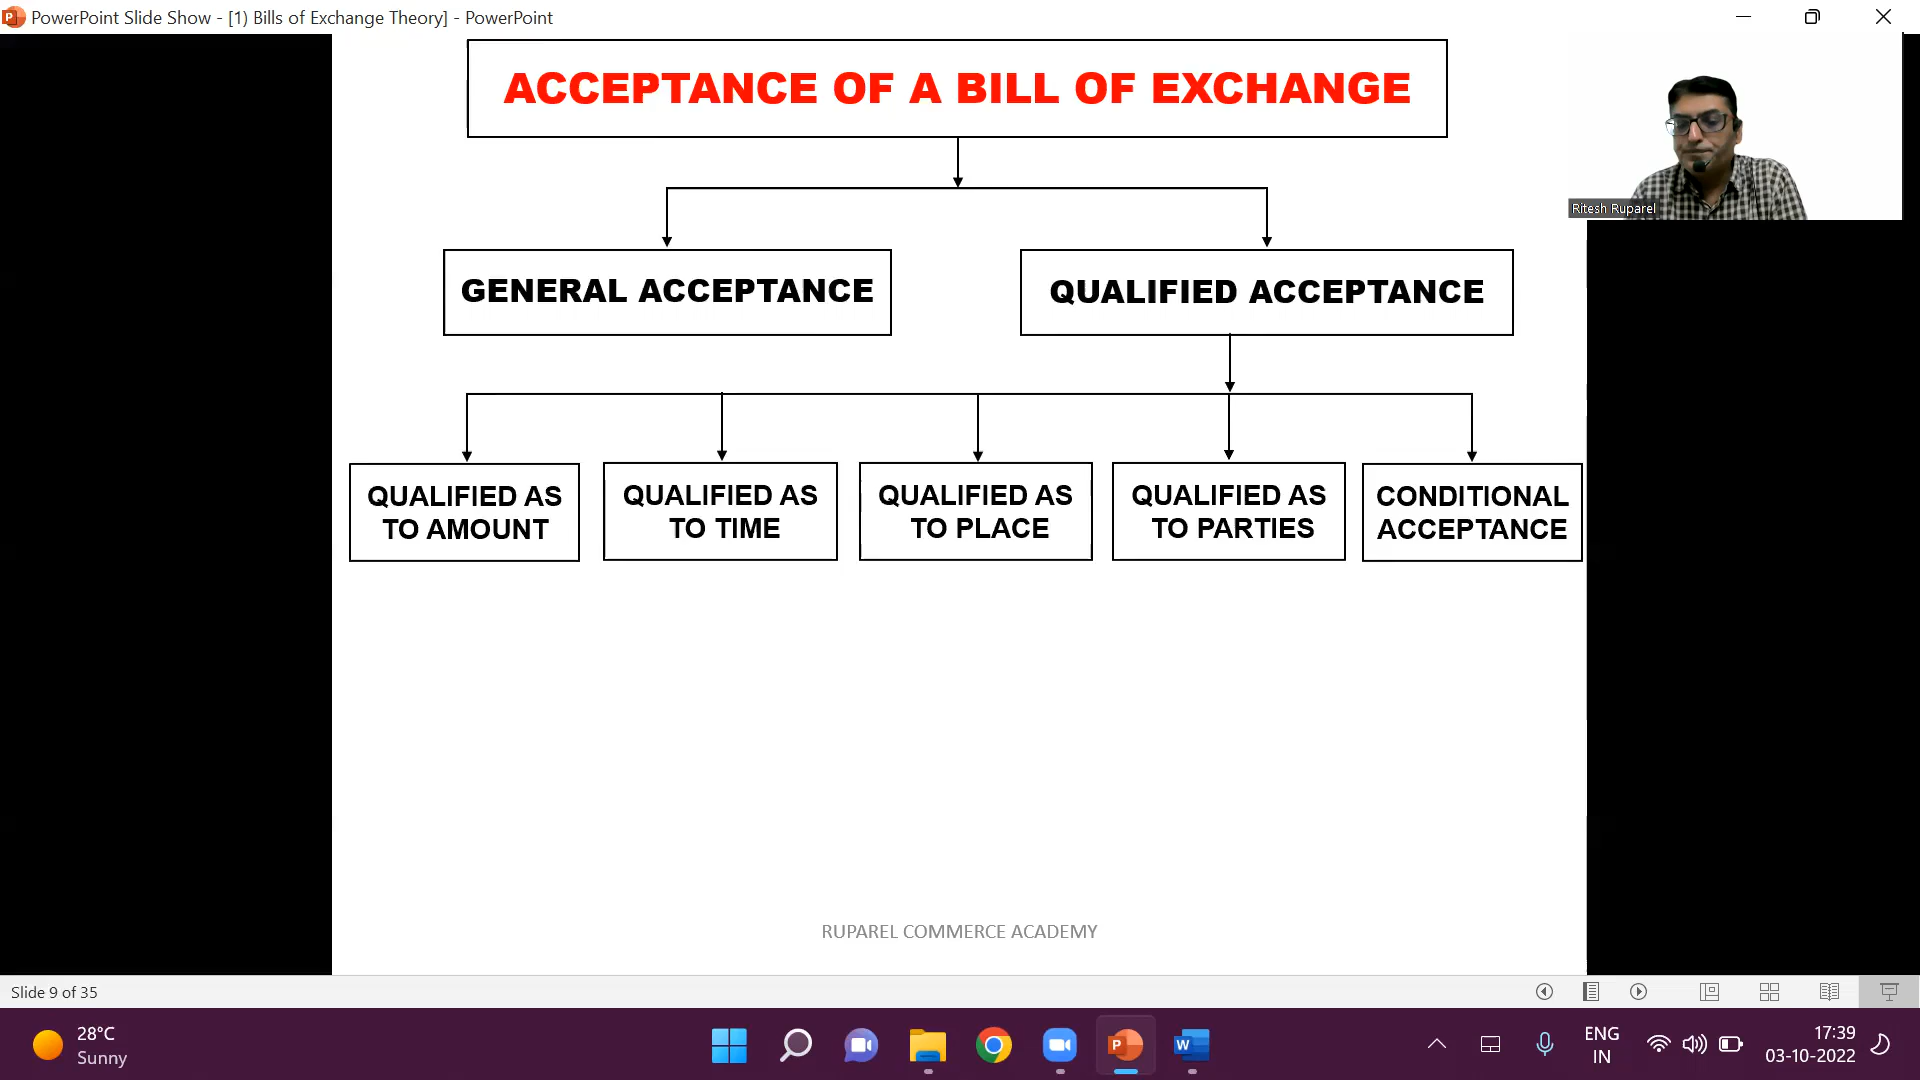 PowerPoint Slide Show - [1) Bills of Exchange Theory] - PowerPoint
ACCEPTANCE OF A BILL OF EXCHANGE
Ritesh Ruparel
GENERAL ACCEPTANCE
QUALIFIED ACCEPTANCE
QUALIFIED AS
TO AMOUNT
QUALIFIED AS
TO TIME
QUALIFIED AS
TO PLACE
QUALIFIED AS
TO PARTIES
CONDITIONAL
ACCEPTANCE
RUPAREL COMMERCE ACADEMY
Slide 9 of 35
28°C
Sunny
ENG
IN
17:39
03-10-2022